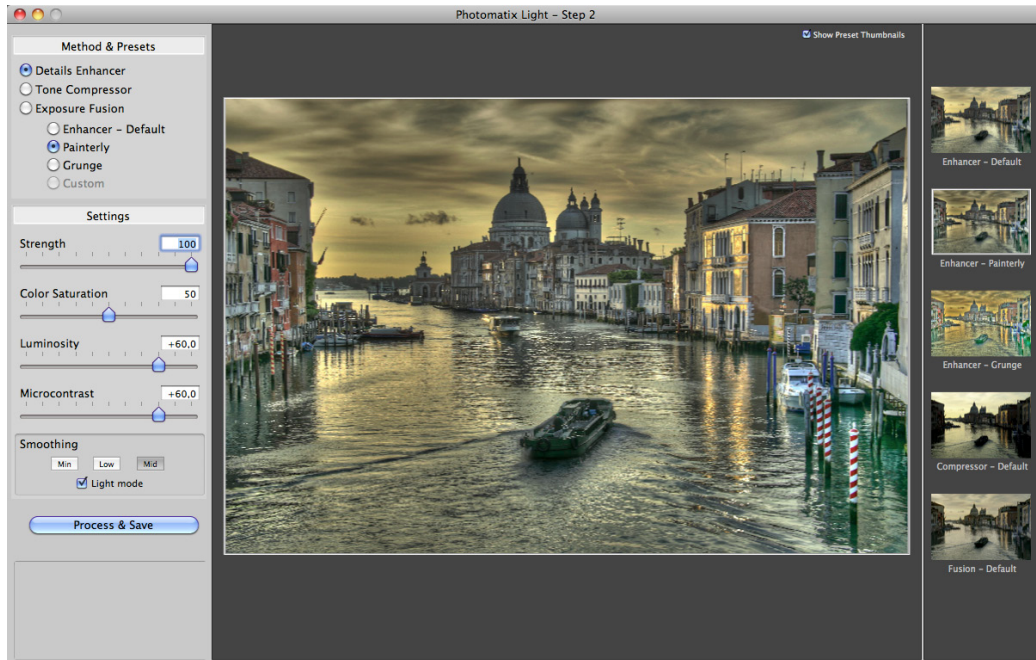 Photomatix Light – Step 2
Method & Presets
Details Enhancer
Tone Compressor
Exposure Fusion
Enhancer – Default
Painterly
Grunge
Custom
Settings
Strength 100
Color Saturation 50
Luminosity +60,0
Microcontrast +60,0
Smoothing
Min Low Mid
Light mode
Process & Save
Show Preset Thumbnails
Enhancer – Default
Enhancer – Painterly
Enhancer – Grunge
Compressor – Default
Fusion – Default